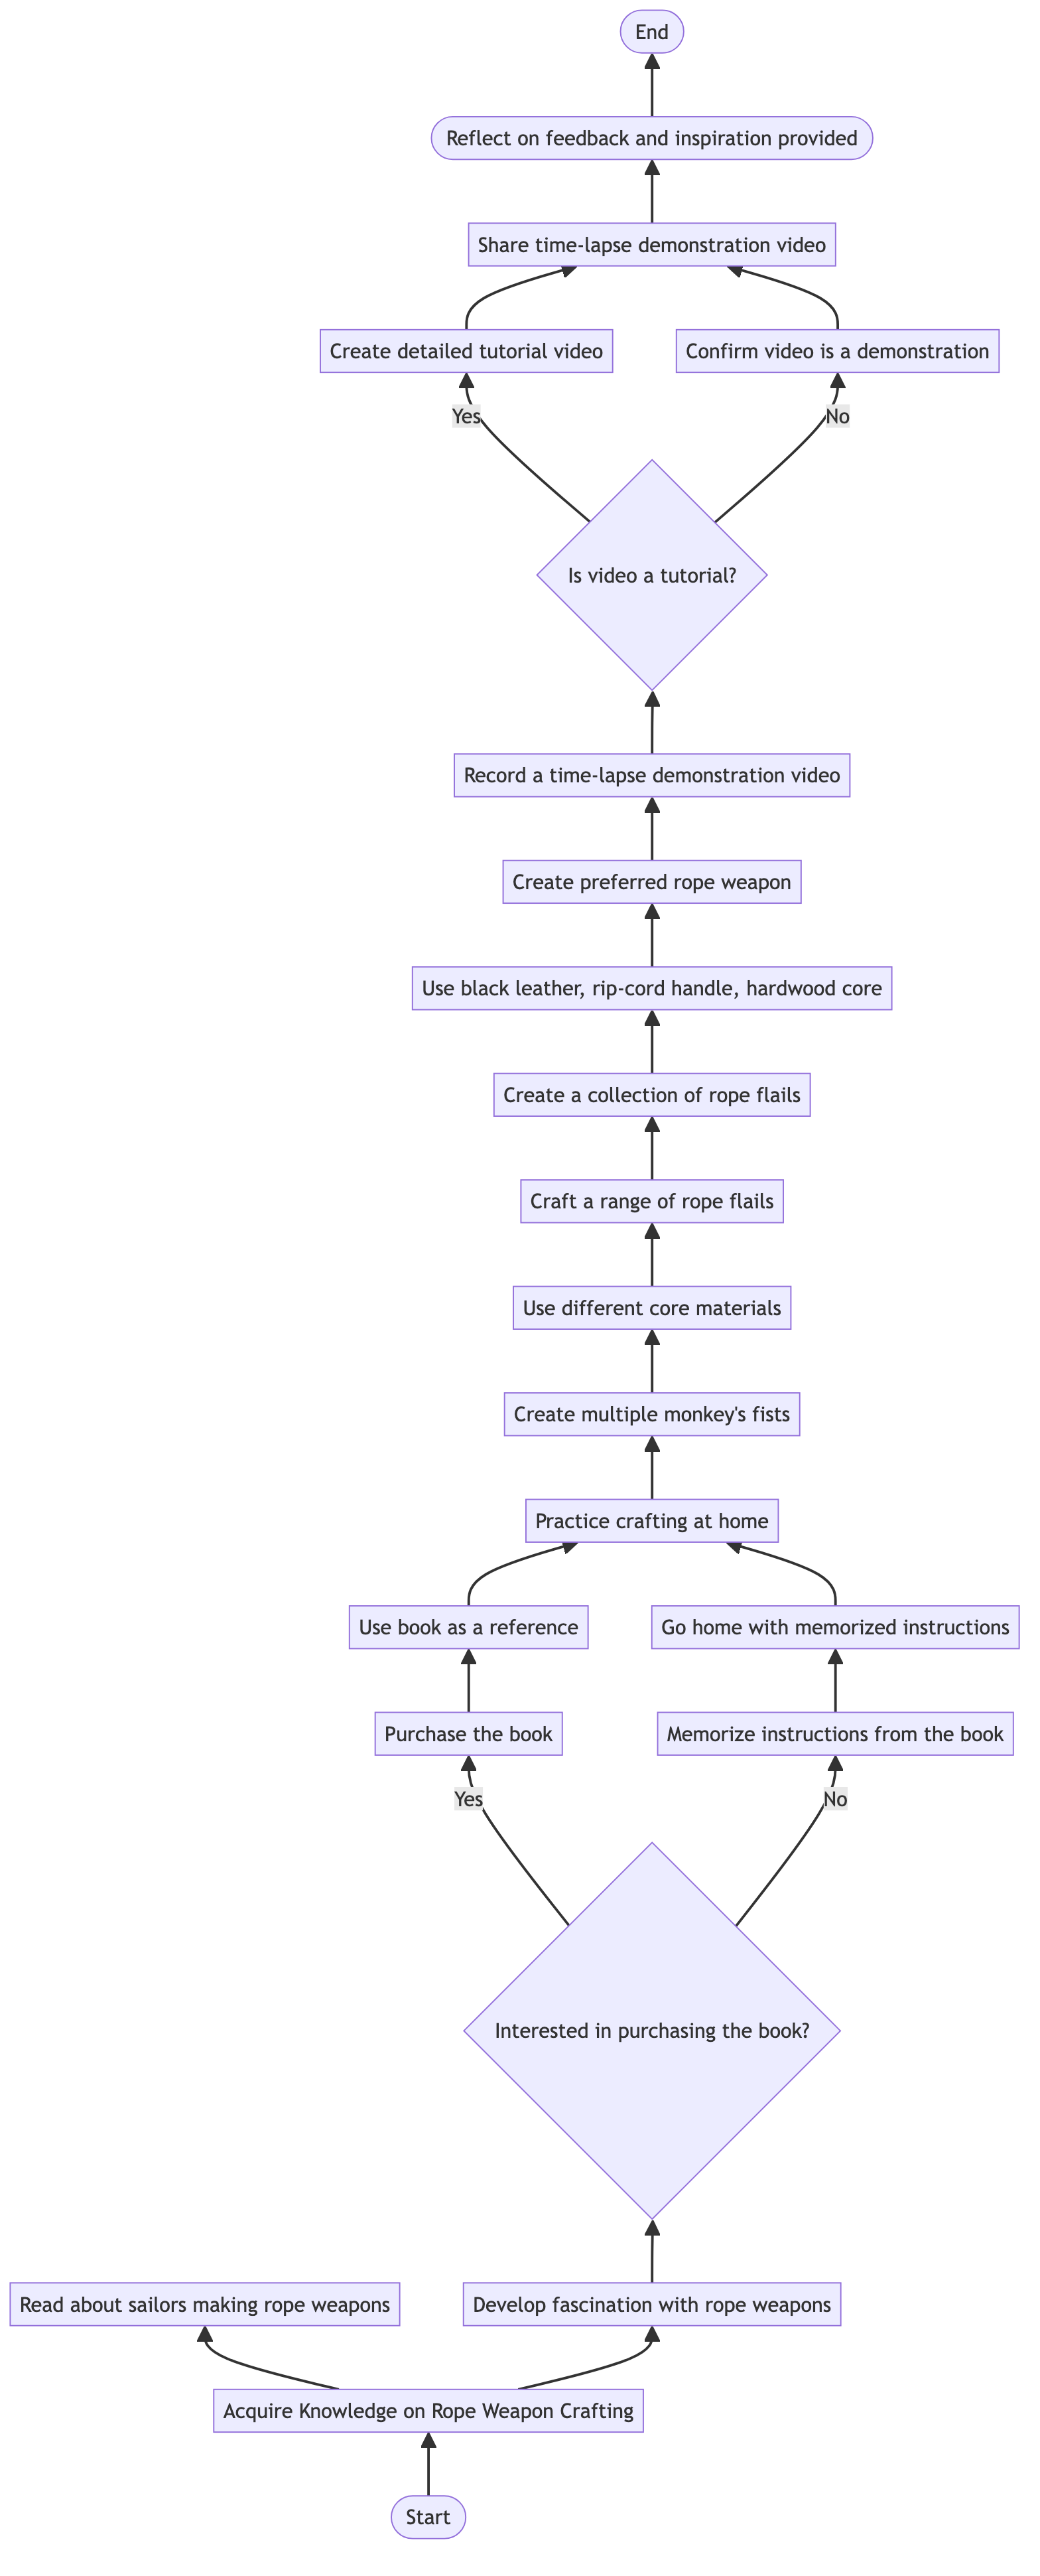 End
Reflect on feedback and inspiration provided
Share time-lapse demonstration video
Create detailed tutorial video
Confirm video is a demonstration
Yes
No
Is video a tutorial?
Record a time-lapse demonstration video
Create preferred rope weapon
Use black leather, rip-cord handle, hardwood core
Create a collection of rope flails
Craft a range of rope flails
Use different core materials
Create multiple monkey's fists
Practice crafting at home
Use book as a reference
Go home with memorized instructions
Purchase the book
Memorize instructions from the book
Yes
No
Interested in purchasing the book?
Read about sailors making rope weapons
Develop fascination with rope weapons
Acquire Knowledge on Rope Weapon Crafting
Start